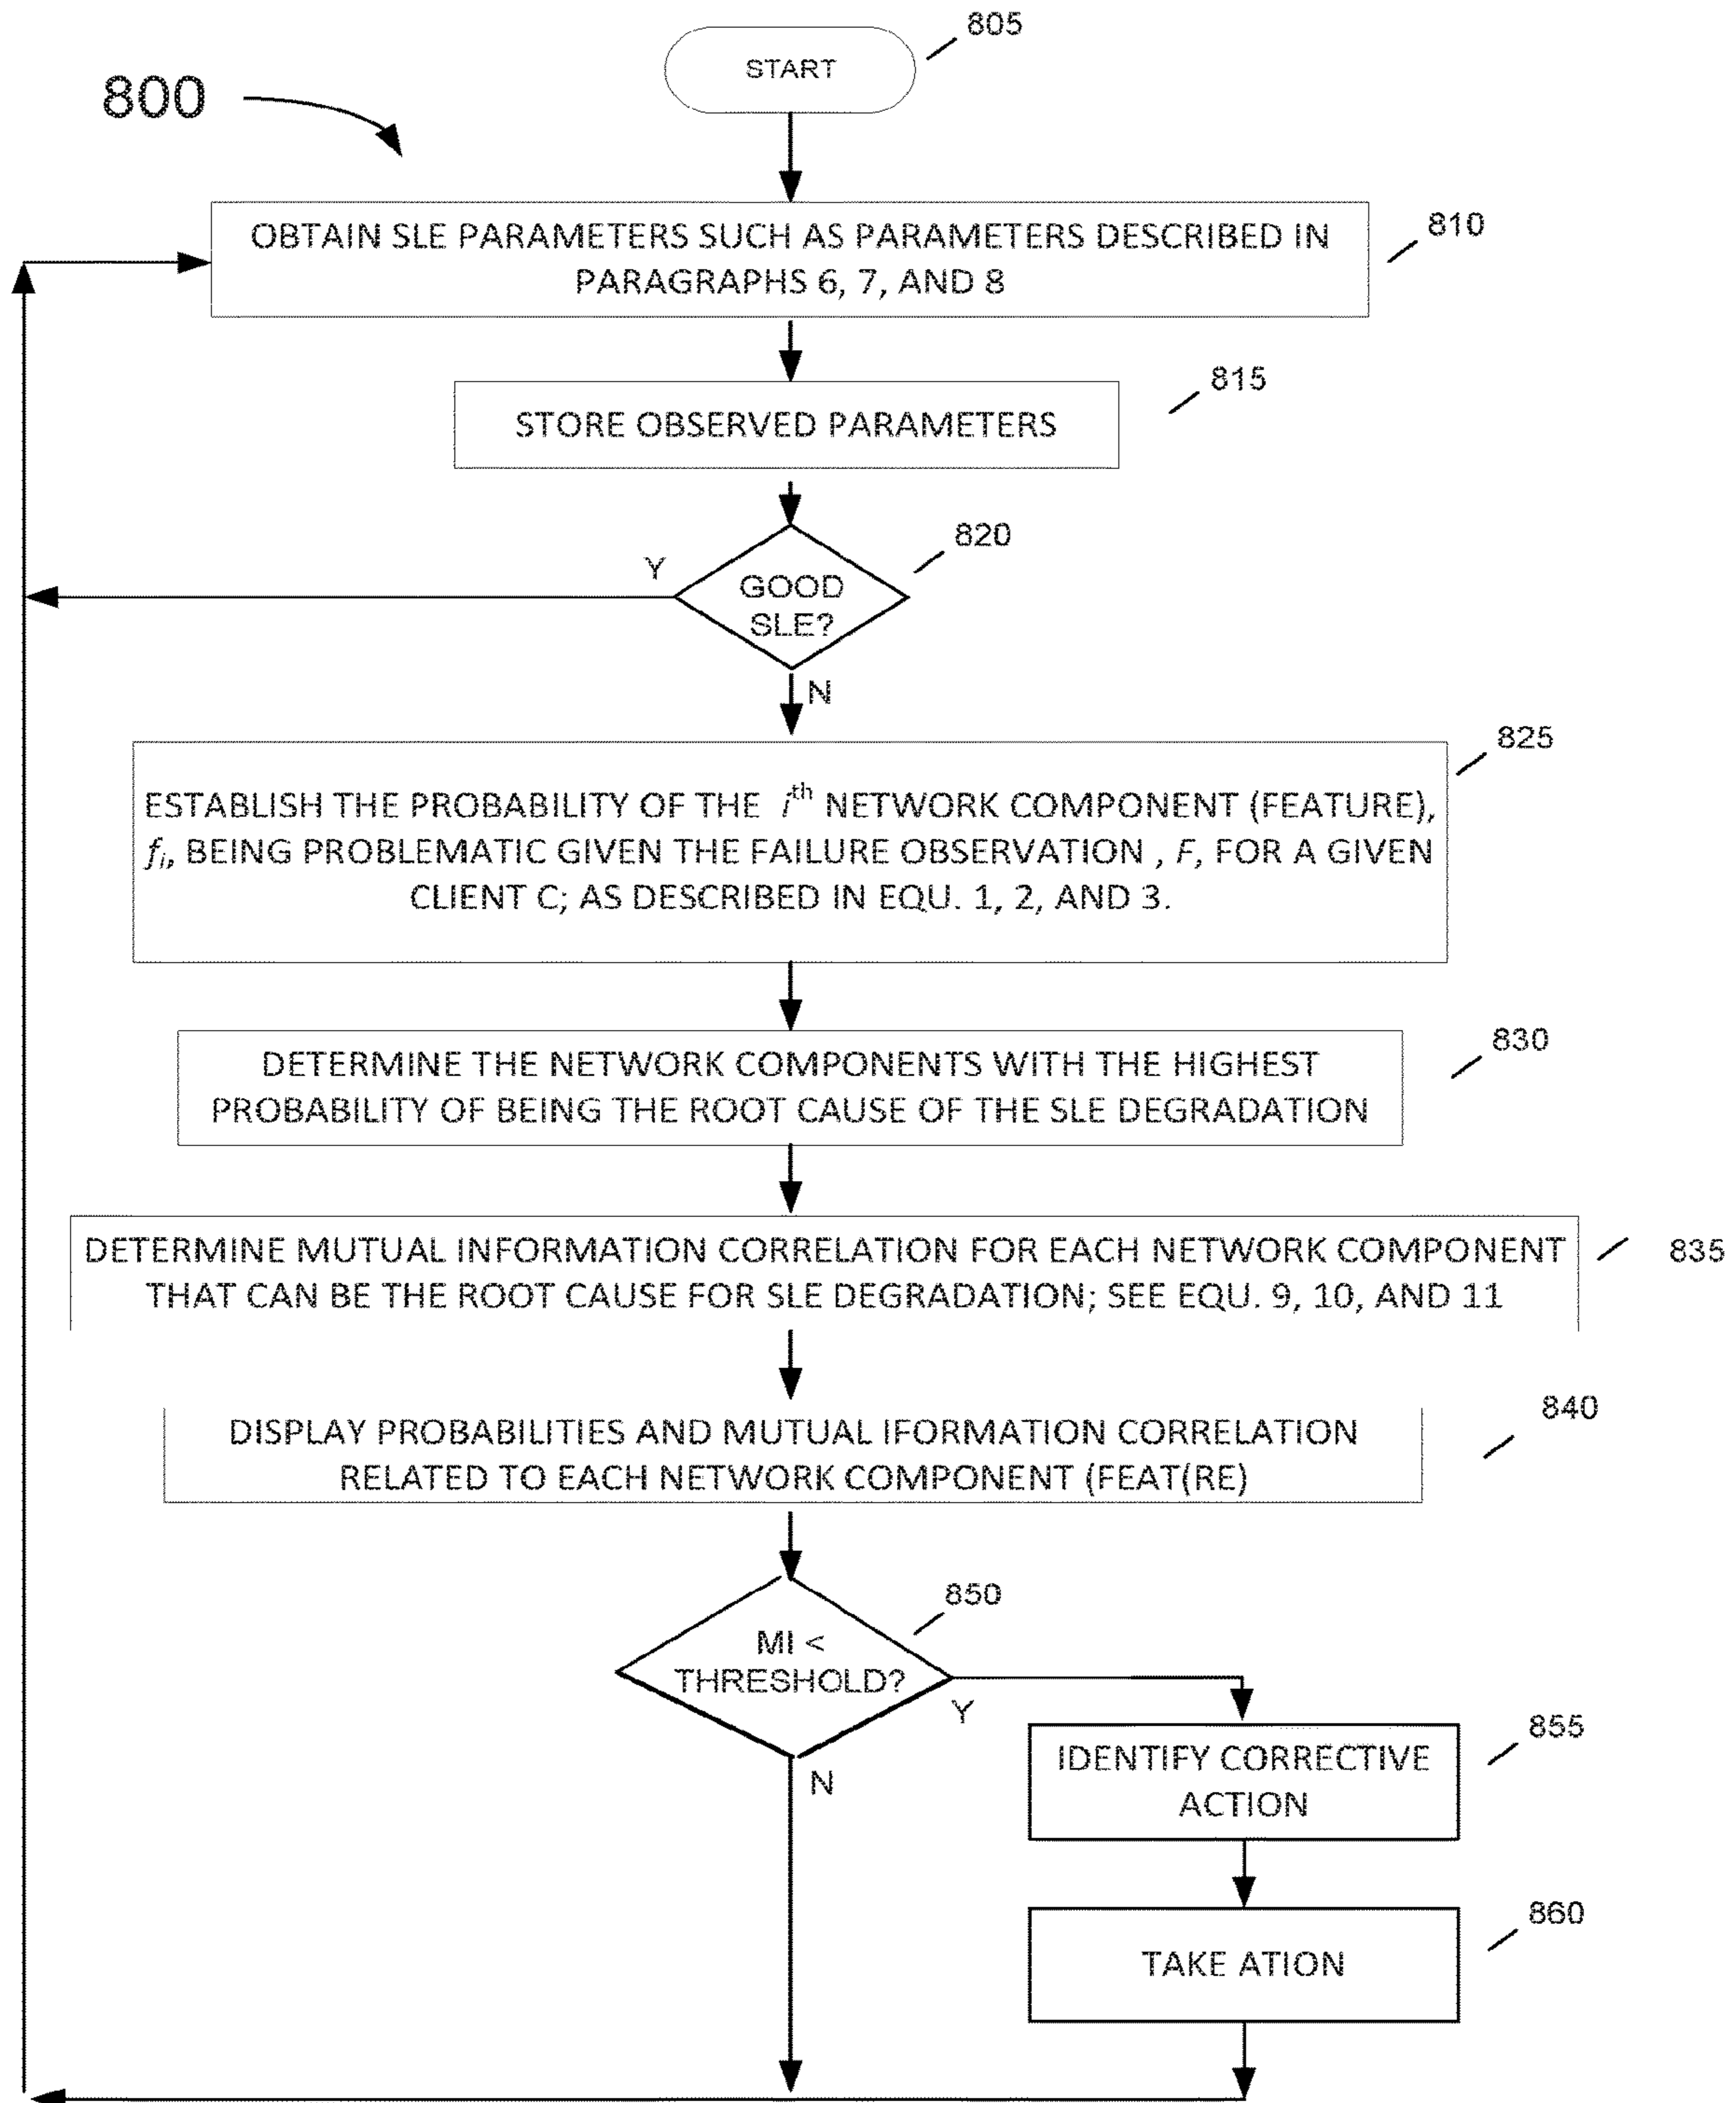 805
START
800
810
OBTAIN SLE PARAMETERS SUCH AS PARAMETERS DESCRIBED IN
PARAGRAPHS 6, 7, AND 8
815
STORE OBSERVED PARAMETERS
820
Y
GOOD
SLE?
N
825
ESTABLISH THE PROBABILITY OF THE ith NETWORK COMPONENT (FEATURE),
fi, BEING PROBLEMATIC GIVEN THE FAILURE OBSERVATION , F, FOR A GIVEN
CLIENT C; AS DESCRIBED IN EQU. 1, 2, AND 3.
830
DETERMINE THE NETWORK COMPONENTS WITH THE HIGHEST
PROBABILITY OF BEING THE ROOT CAUSE OF THE SLE DEGRADATION
835
DETERMINE MUTUAL INFORMATION CORRELATION FOR EACH NETWORK COMPONENT
THAT CAN BE THE ROOT CAUSE FOR SLE DEGRADATION; SEE EQU. 9, 10, AND 11
840
DISPLAY PROBABILITIES AND MUTUAL IFORMATION CORRELATION
RELATED TO EACH NETWORK COMPONENT (FEAT(RE)
850
MI <
THRESHOLD?
Y
N
855
IDENTIFY CORRECTIVE
ACTION
860
TAKE ATION